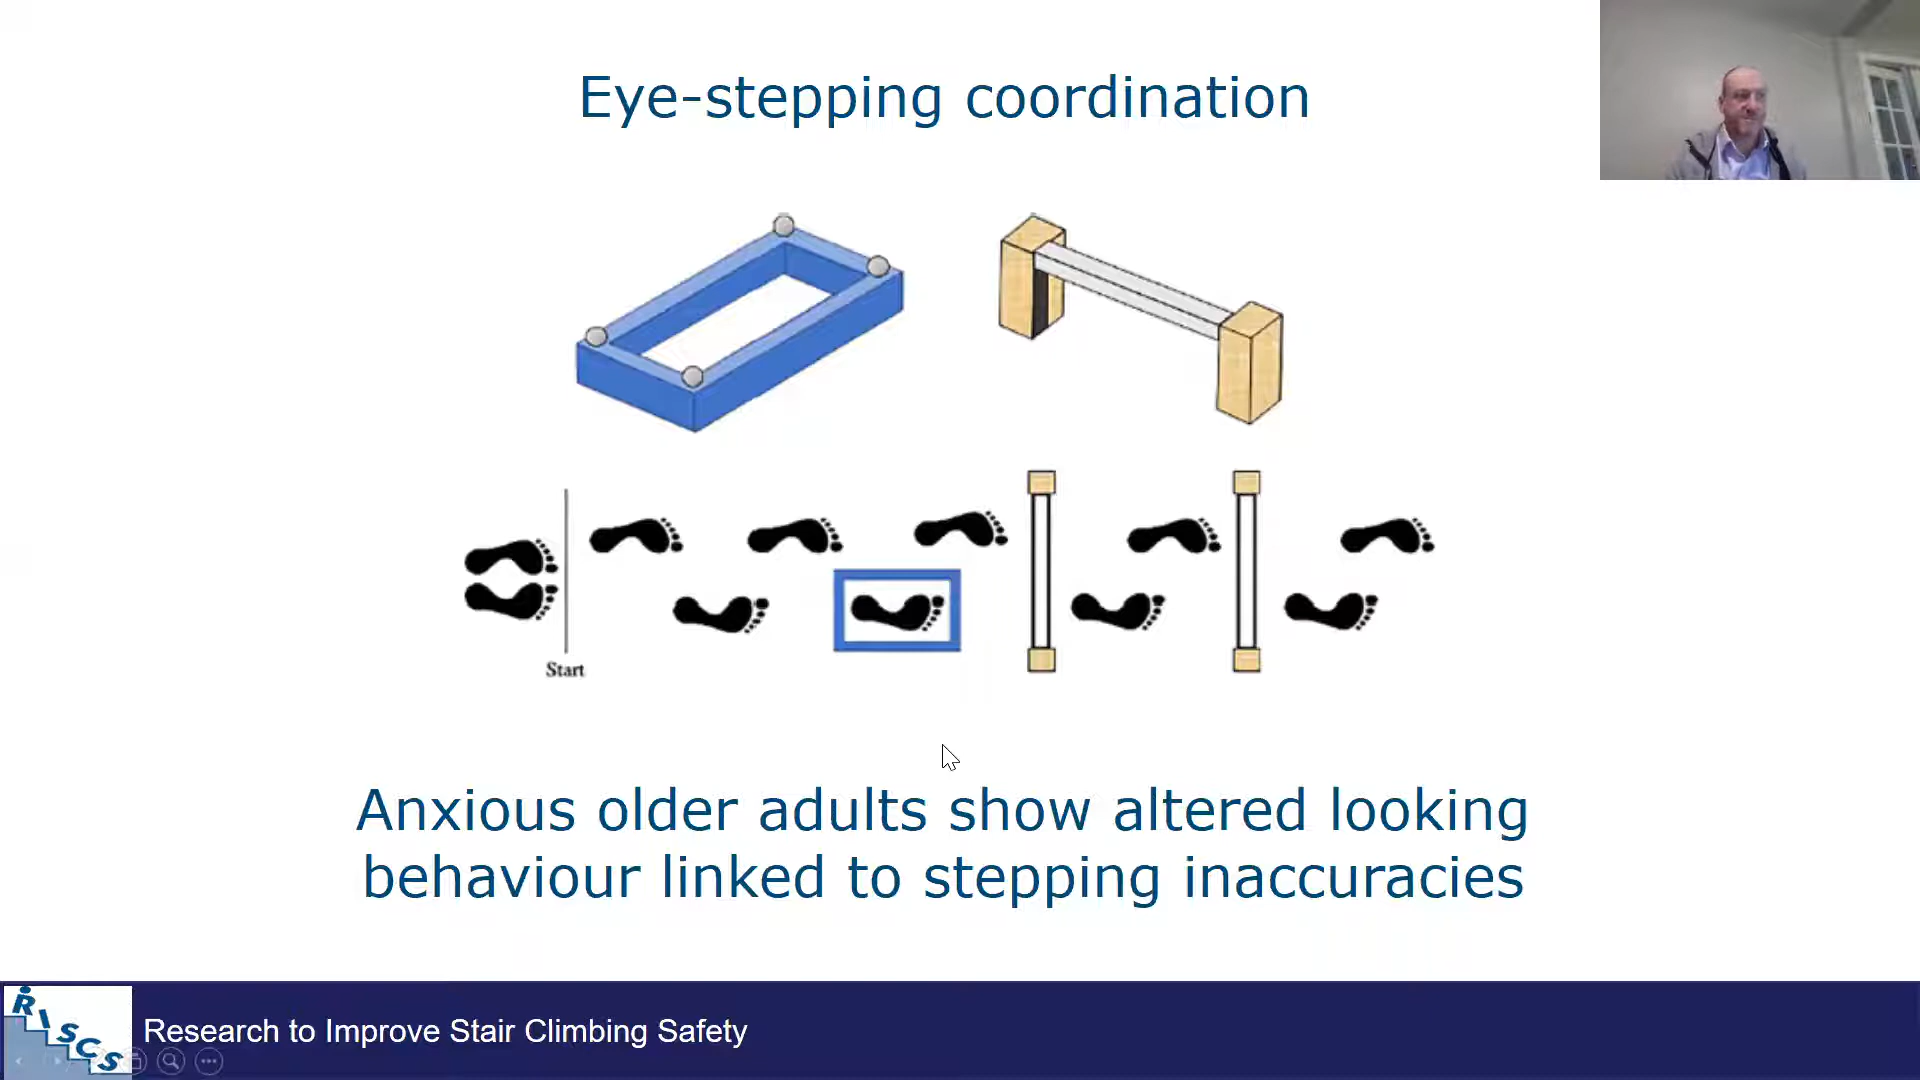 Eye-stepping coordination
Start
Anxious older adults show altered looking
behaviour linked to stepping inaccuracies
RISCS
Research to Improve Stair Climbing Safety